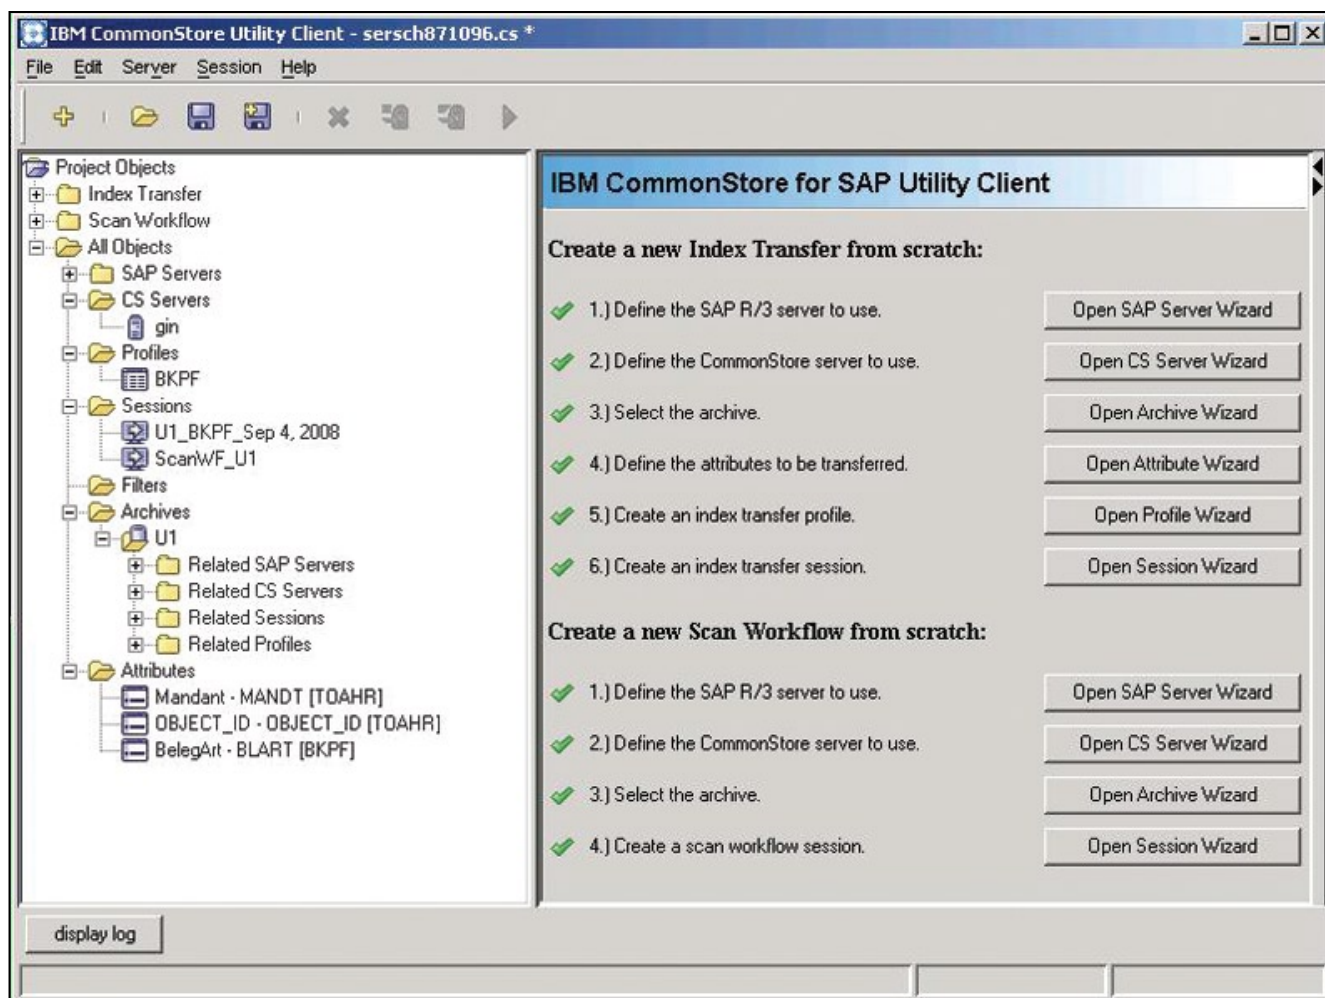 IBM CommonStore Utility Client - sersch871096.cs *
File Edit Server Session Help
Project Objects
Index Transfer
Scan Workflow
All Objects
SAP Servers
CS Servers
gin
Profiles
BKPF
Sessions
U1_BKPF_Sep 4, 2008
ScanWF_U1
Filters
Archives
U1
Related SAP Servers
Related CS Servers
Related Sessions
Related Profiles
Attributes
Mandant - MANDT [TOAHR]
OBJECT_ID - OBJECT_ID [TOAHR]
BelegArt - BLART [BKPF]
IBM CommonStore for SAP Utility Client
Create a new Index Transfer from scratch:
1.) Define the SAP R/3 server to use. Open SAP Server Wizard
2.) Define the CommonStore server to use. Open CS Server Wizard
3.) Select the archive. Open Archive Wizard
4.) Define the attributes to be transferred. Open Attribute Wizard
5.) Create an index transfer profile. Open Profile Wizard
6.) Create an index transfer session. Open Session Wizard
Create a new Scan Workflow from scratch:
1.) Define the SAP R/3 server to use. Open SAP Server Wizard
2.) Define the CommonStore server to use. Open CS Server Wizard
3.) Select the archive. Open Archive Wizard
4.) Create a scan workflow session. Open Session Wizard
display log